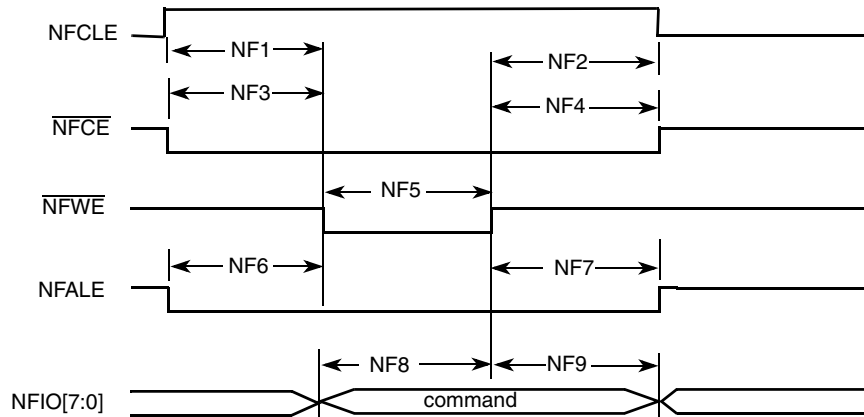 NFCLE
NF1
NF2
NF3
NF4
NFCE
NF5
NFWE
NF6
NF7
NFALE
NF8
NF9
NFIO[7:0]
command